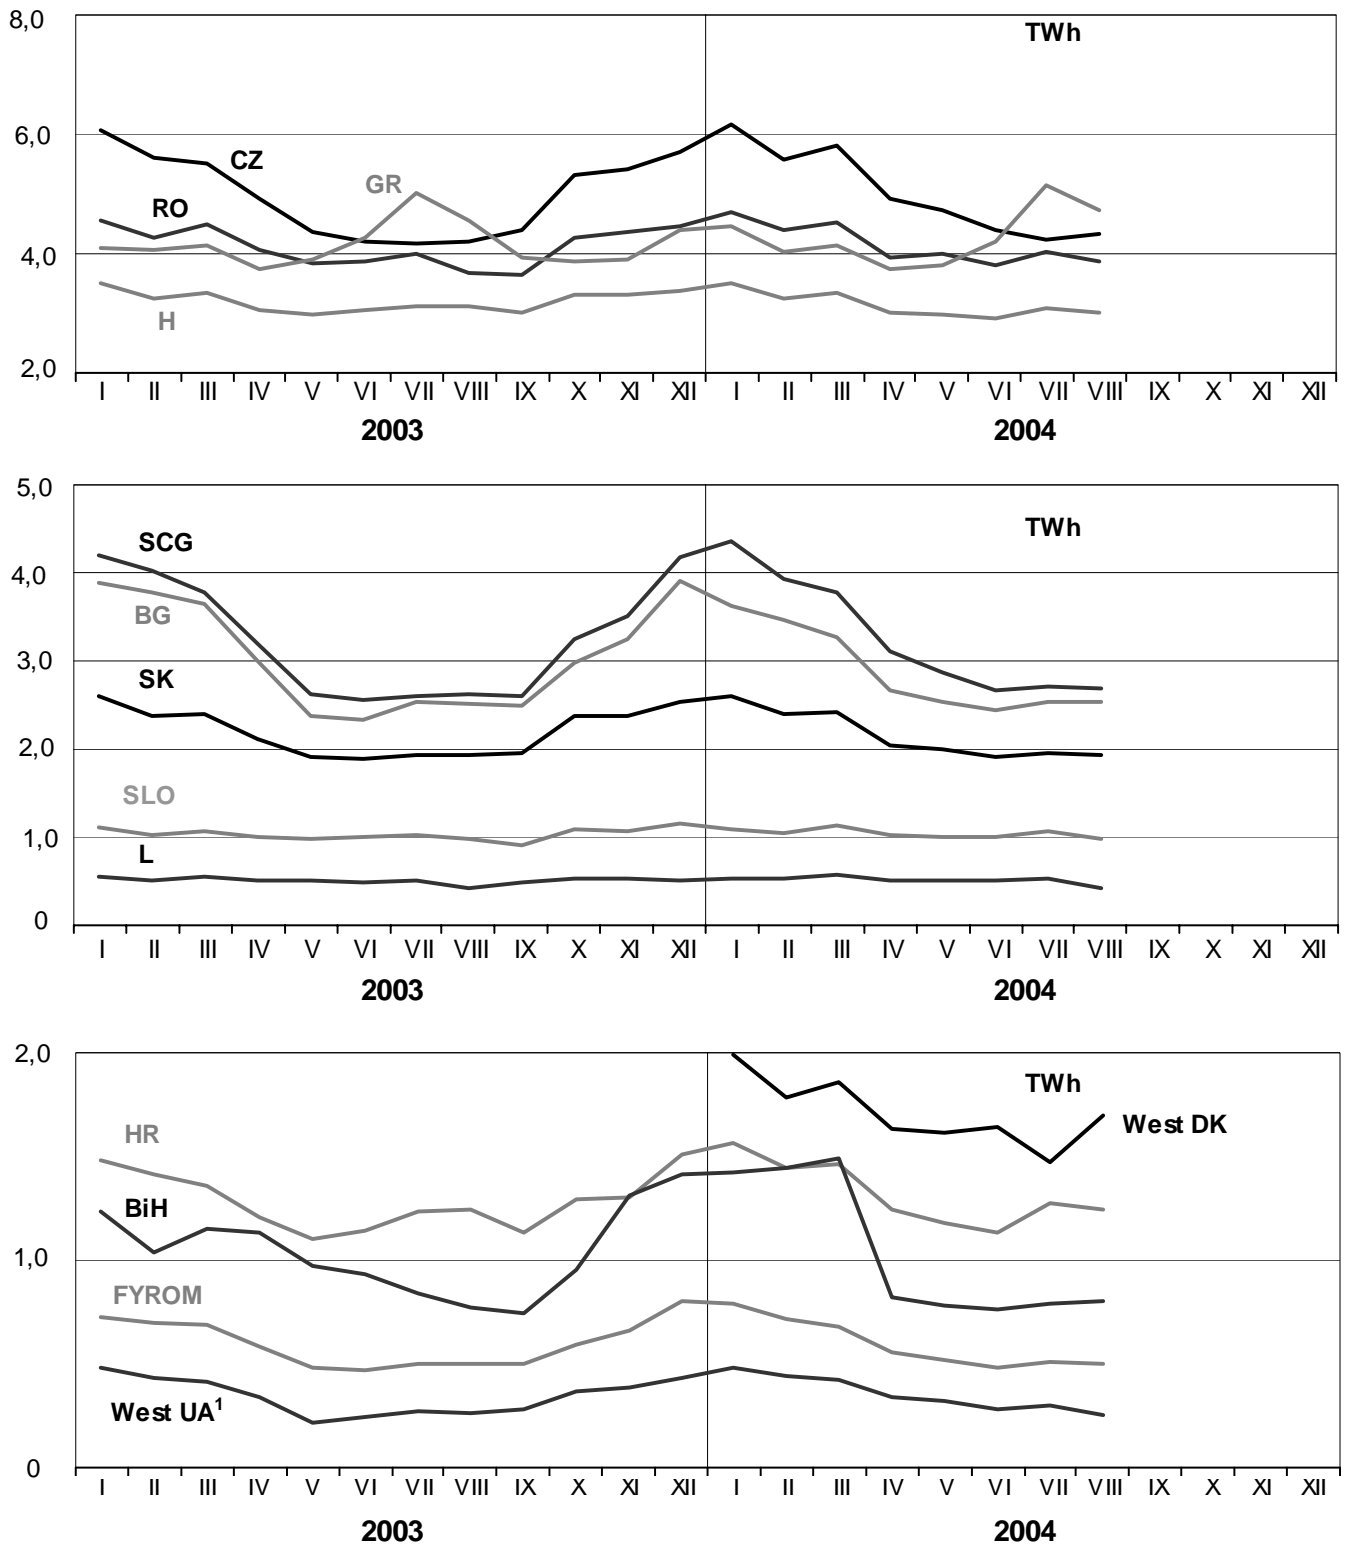 8,0
TWh
6,0
CZ
GR
RO
4,0
H
2,0
I II III IV V VI VII VIII IX X XI XII I II III IV V VI VII VIII IX X XI XII
2003 2004
5,0
TWh
SCG
4,0
BG
3,0
SK
2,0
SLO
1,0
L
0
I II III IV V VI VII VIII IX X XI XII I II III IV V VI VII VIII IX X XI XII
2003 2004
2,0
TWh
West DK
HR
BiH
1,0
FYROM
West UA¹
0
I II III IV V VI VII VIII IX X XI XII I II III IV V VI VII VIII IX X XI XII
2003 2004